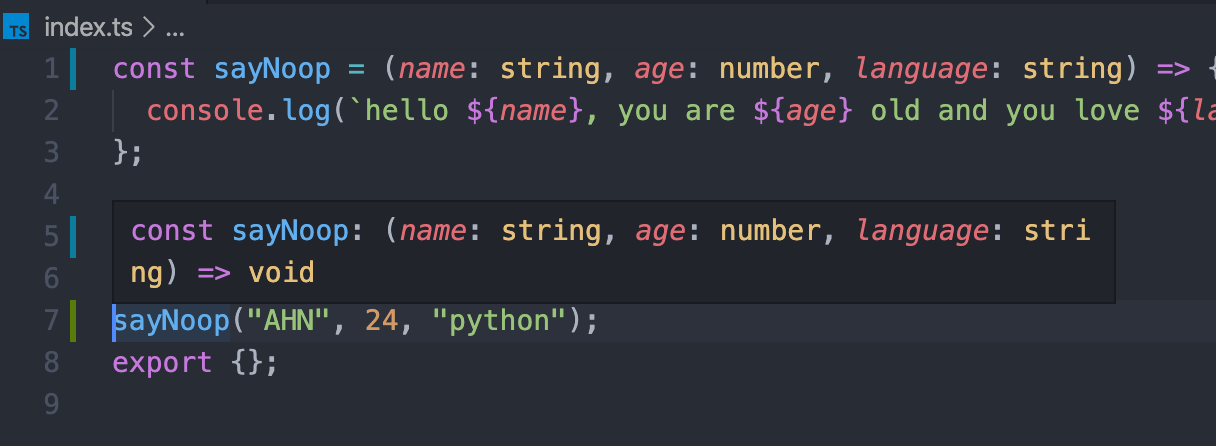 TS index.ts > ...
1 const sayNoop = (name: string, age: number, language: string) => {
2 console.log(`hello ${name}, you are ${age} old and you love ${la
3 };
4
5
const sayNoop: (name: string, age: number, language: stri
ng) => void
6
7 sayNoop("AHN", 24, "python");
8 export {};
9